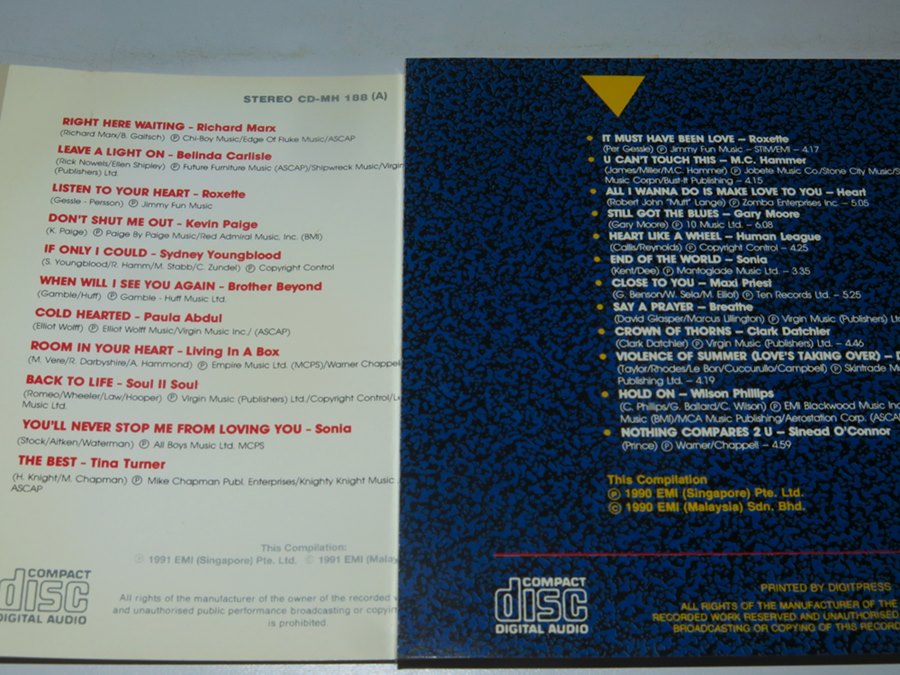 STEREO CD-MH 188 (A)
RIGHT HERE WAITING - Richard Marx
(Richard Marx/B. Gaitsch) Ⓟ Chi-Boy Music/Edge Of Fluke Music/ASCAP
LEAVE A LIGHT ON - Belinda Carlisle
(Rick Nowels/Ellen Shipley) Ⓟ Future Furniture Music (ASCAP)/Shipwreck Music/Virgin
(Publishers) Ltd.
LISTEN TO YOUR HEART - Roxette
(Gessle - Persson) Ⓟ Jimmy Fun Music
DON'T SHUT ME OUT - Kevin Paige
(K. Paige) Ⓟ Paige By Paige Music/Red Admiral Music, Inc. (BMI)
IF ONLY I COULD - Sydney Youngblood
(S. Youngblood/R. Hamm/M. Stabb/C. Zundel) Ⓟ Copyright Control
WHEN WILL I SEE YOU AGAIN - Brother Beyond
(Gamble/Huff) Ⓟ Gamble - Huff Music Ltd.
COLD HEARTED - Paula Abdul
(Elliot Wolff) Ⓟ Elliot Wolff Music/Virgin Music Inc./ (ASCAP)
ROOM IN YOUR HEART - Living In A Box
(M. Vere/R. Darbyshire/A. Hammond) Ⓟ Empire Music Ltd. (MCPS)/Warner Chappel
BACK TO LIFE - Soul II Soul
(Romeo/Wheeler/Law/Hooper) Ⓟ Virgin Music (Publishers) Ltd./Copyright Control/
Music Ltd.
YOU'LL NEVER STOP ME FROM LOVING YOU - Sonia
(Stock/Aitken/Waterman) Ⓟ All Boys Music Ltd. MCPS
THE BEST - Tina Turner
(H. Knight/M. Chapman) Ⓟ Mike Chapman Publ. Enterprises/Knighty Knight Music
ASCAP
This Compilation:
Ⓟ 1991 EMI (Singapore) Pte. Ltd. © 1991 EMI (Malay
COMPACT
disc
DIGITAL AUDIO
All rights of the manufacturer of the owner of the recorded
and unauthorised public performance broadcasting or copyin
is prohibited.
IT MUST HAVE BEEN LOVE – Roxette
(Per Gessle) Ⓟ Jimmy Fun Music – STIM/EMI – 4.17
U CAN'T TOUCH THIS – M.C. Hammer
(James/Miller/M.C. Hammer) Ⓟ Jobete Music Co./Stone City Music/S
Music Corpn/Bust-It Publishing – 4.15
ALL I WANNA DO IS MAKE LOVE TO YOU – Heart
(Robert John "Mutt" Lange) Ⓟ Zomba Enterprises Inc – 5.05
STILL GOT THE BLUES – Gary Moore
(Gary Moore) Ⓟ 10 Music Ltd. – 6.08
HEART LIKE A WHEEL – Human League
(Callis/Reynolds) Ⓟ Copyright Control – 4.25
END OF THE WORLD – Sonia
(Kent/Dee) Ⓟ Mantoglade Music Ltd. – 3.35
CLOSE TO YOU – Maxi Priest
(G. Benson/W. Sela/M. Elliot) Ⓟ Ten Records Ltd. – 5.25
SAY A PRAYER – Breathe
(David Glasper/Marcus Lillington) Ⓟ Virgin Music (Publishers) Lt
CROWN OF THORNS – Clark Datchler
(Clark Datchler) Ⓟ Virgin Music (Publishers) Ltd. – 4.46
VIOLENCE OF SUMMER (LOVE'S TAKING OVER) – D
(Taylor/Rhodes/Le Bon/Cuccurullo/Campbell) Ⓟ Skintrade M
Publishing Ltd. – 4.19
HOLD ON – Wilson Phillips
(C. Phillips/G. Ballard/C. Wilson) Ⓟ EMI Blackwood Music Inc
Music (BMI)/MCA Music Publishing/Aerostation Corp. (ASCA
NOTHING COMPARES 2 U – Sinead O'Connor
(Prince) Ⓟ Warner/Chappell – 4.59
This Compilation
Ⓟ 1990 EMI (Singapore) Pte. Ltd.
© 1990 EMI (Malaysia) Sdn. Bhd.
COMPACT
disc
DIGITAL AUDIO
PRINTED BY DIGITPRESS
ALL RIGHTS OF THE MANUFACTURER OF THE
RECORDED WORK RESERVED AND UNAUTHORISED
BROADCASTING OR COPYING OF THIS RECORD